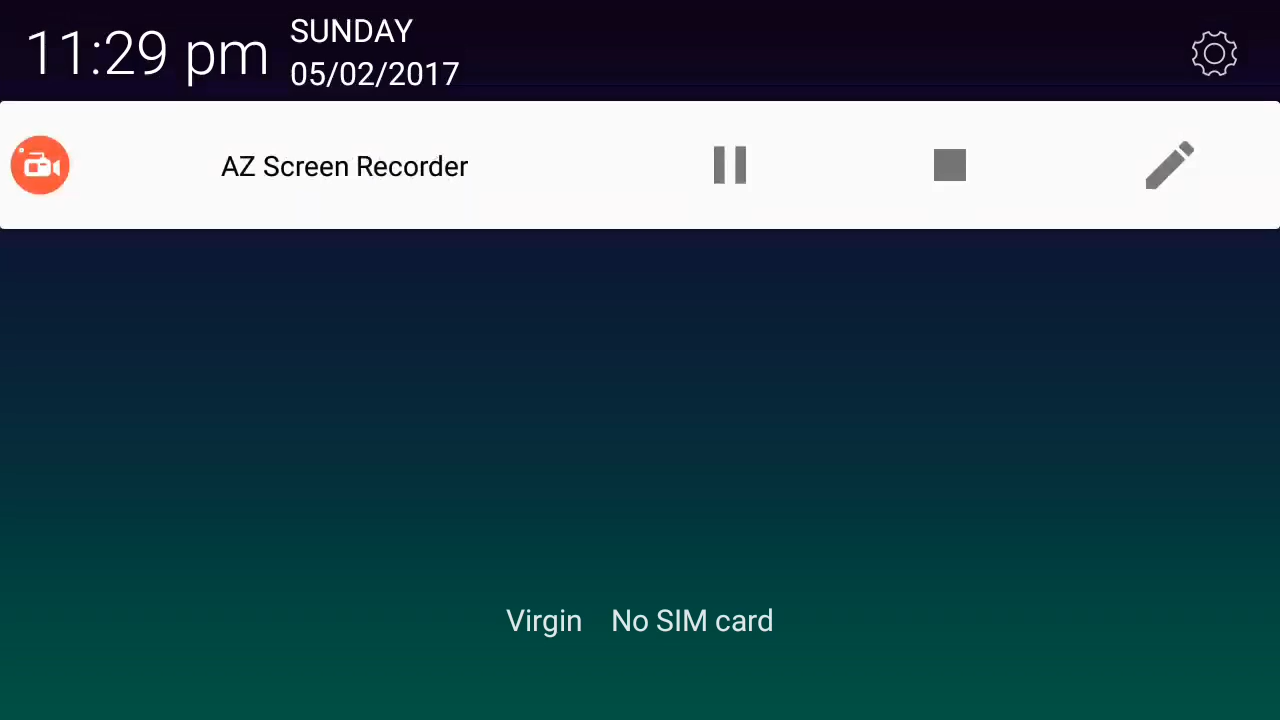 11:29 pm
SUNDAY
05/02/2017
AZ Screen Recorder
Virgin No SIM card